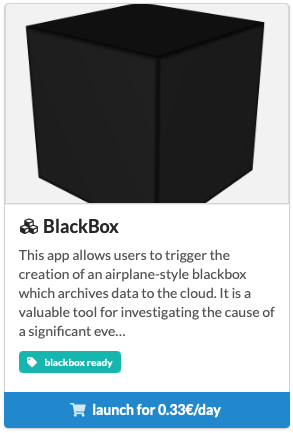 BlackBox
This app allows users to trigger the
creation of an airplane-style blackbox
which archives data to the cloud. It is a
valuable tool for investigating the cause of
a significant eve...
blackbox ready
launch for 0.33€/day